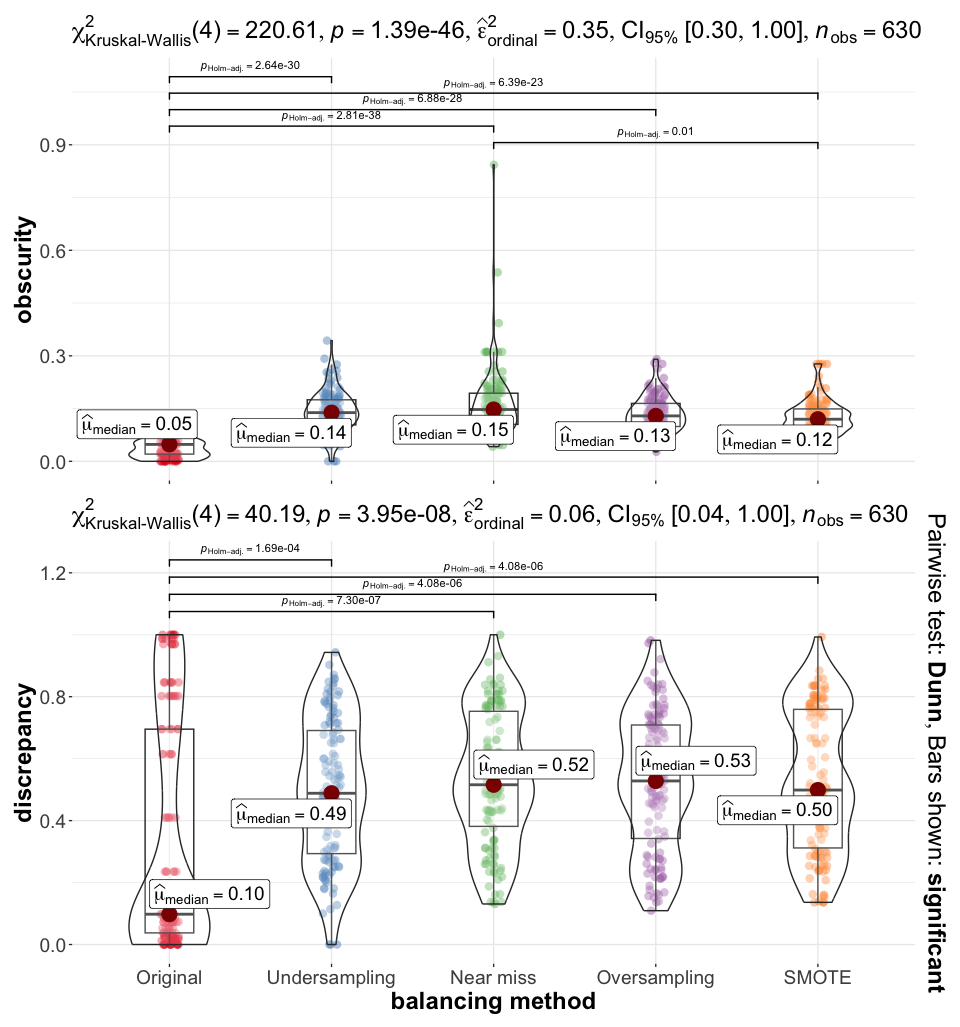 χ²Kruskal-Wallis(4) = 220.61, p = 1.39e-46, ε̂²ordinal = 0.35, CI95% [0.30, 1.00], nobs = 630
pHolm−adj. = 2.64e-30
pHolm−adj. = 6.39e-23
pHolm−adj. = 6.88e-28
pHolm−adj. = 2.81e-38
pHolm−adj. = 0.01
0.9
0.6
0.3
0.0
obscurity
μ̂median = 0.05
μ̂median = 0.14
μ̂median = 0.15
μ̂median = 0.13
μ̂median = 0.12
χ²Kruskal-Wallis(4) = 40.19, p = 3.95e-08, ε̂²ordinal = 0.06, CI95% [0.04, 1.00], nobs = 630
pHolm−adj. = 1.69e-04
pHolm−adj. = 4.08e-06
pHolm−adj. = 4.08e-06
pHolm−adj. = 7.30e-07
1.2
0.8
0.4
0.0
discrepancy
μ̂median = 0.10
μ̂median = 0.49
μ̂median = 0.52
μ̂median = 0.53
μ̂median = 0.50
Original
Undersampling
Near miss
Oversampling
SMOTE
balancing method
Pairwise test: Dunn, Bars shown: significant